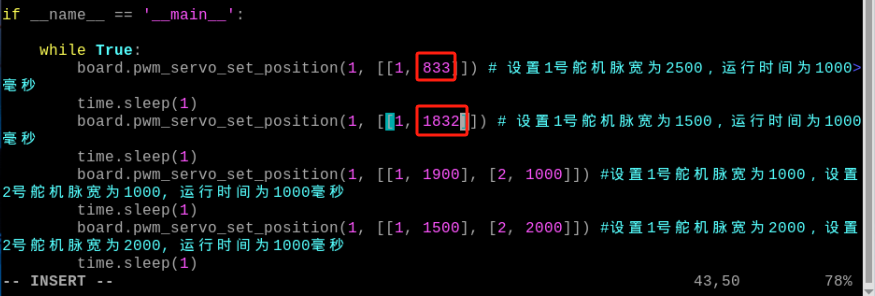 if __name__ == '__main__':
while True:
board.pwm_servo_set_position(1, [[1, 833]]) # 设置1号舵机脉宽为2500，运行时间为1000>
毫秒
time.sleep(1)
board.pwm_servo_set_position(1, [[1, 1832]]) # 设置1号舵机脉宽为1500，运行时间为1000
毫秒
time.sleep(1)
board.pwm_servo_set_position(1, [[1, 1900], [2, 1000]]) #设置1号舵机脉宽为1000，设置
2号舵机脉宽为1000, 运行时间为1000毫秒
time.sleep(1)
board.pwm_servo_set_position(1, [[1, 1500], [2, 2000]]) #设置1号舵机脉宽为2000，设置
2号舵机脉宽为2000, 运行时间为1000毫秒
time.sleep(1)
-- INSERT -- 43,50 78%